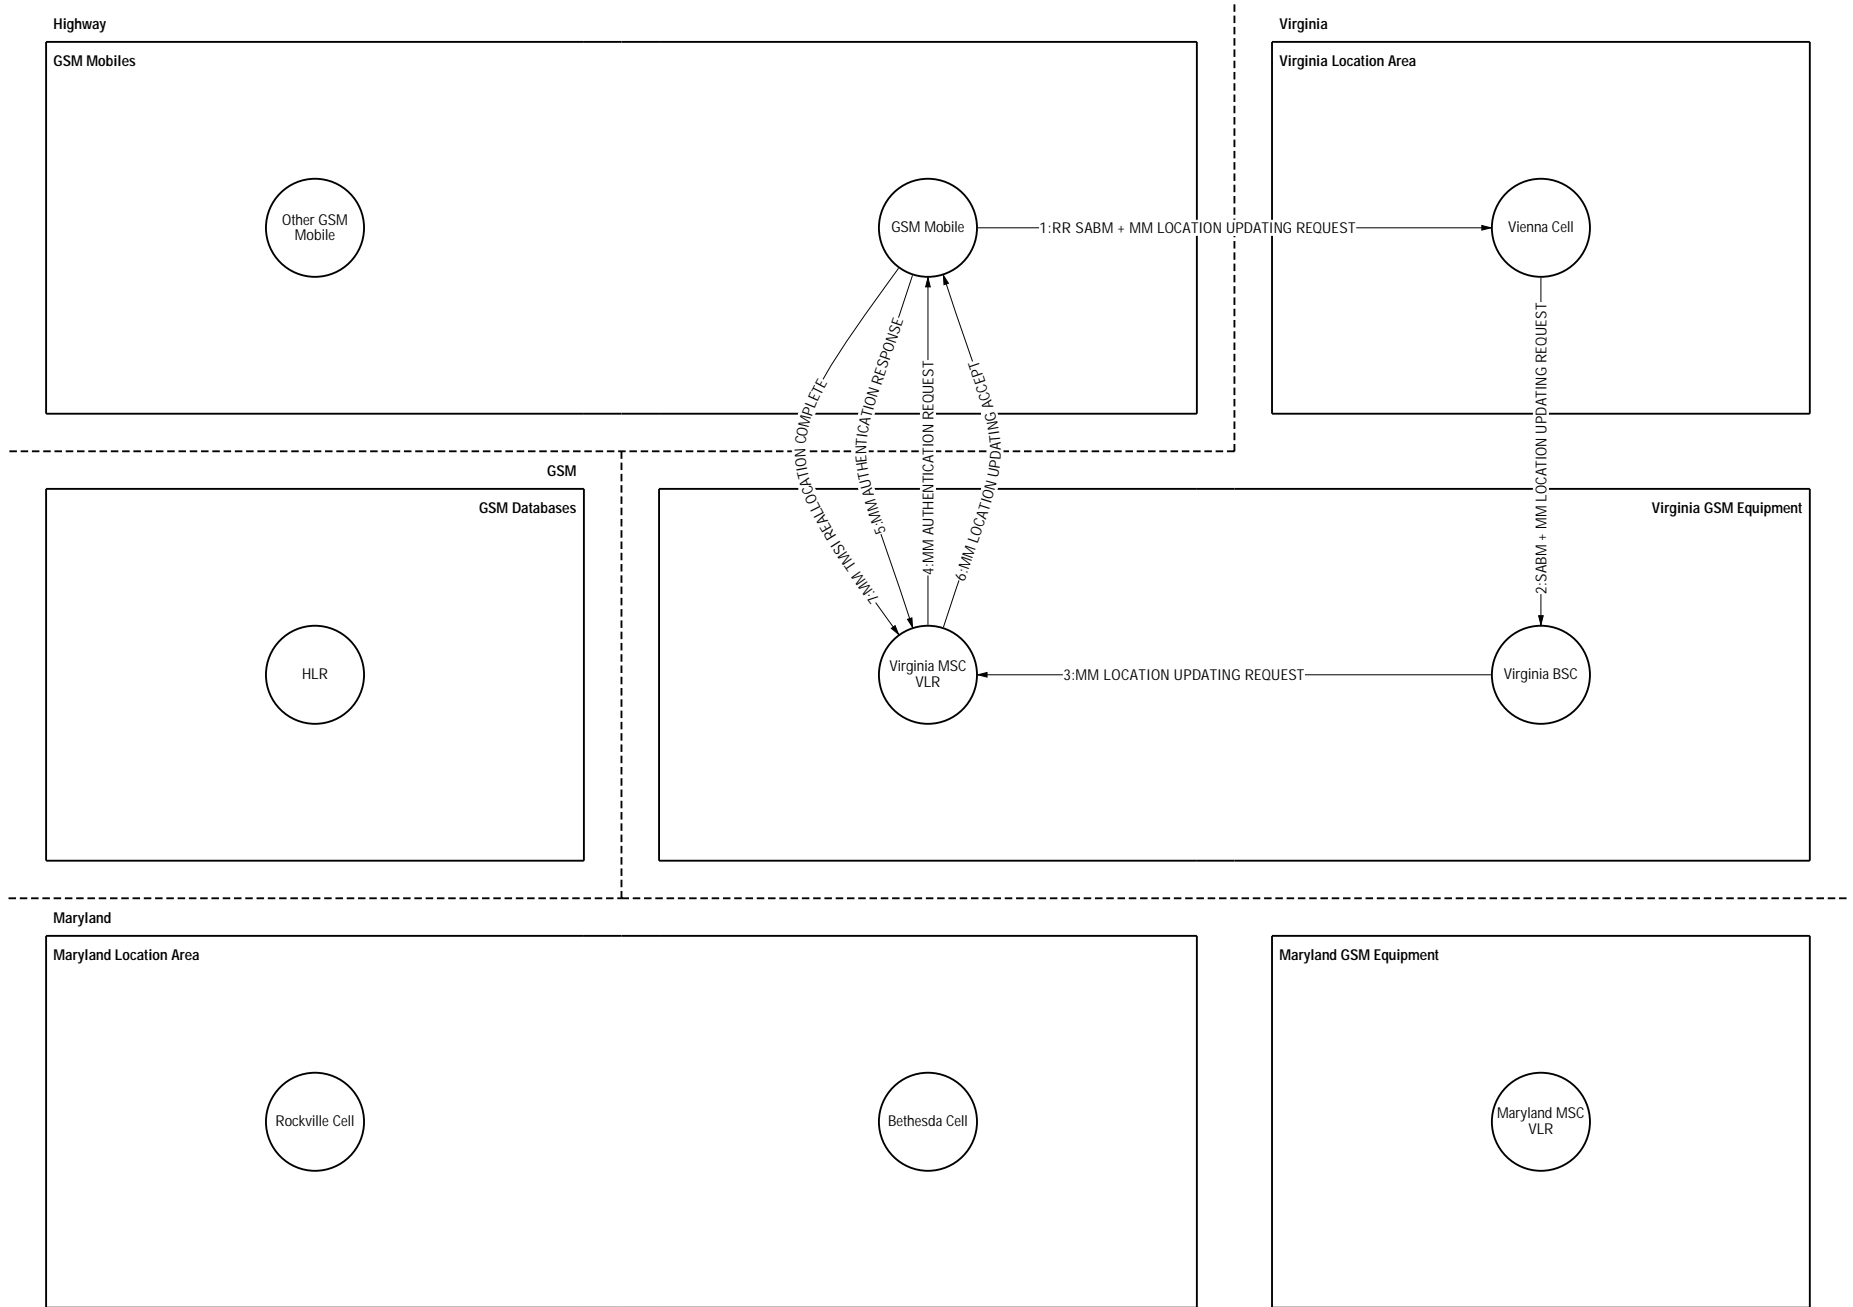 Highway
Virginia
GSM Mobiles
Virginia Location Area
Other GSM
Mobile
GSM Mobile
1:RR SABM + MM LOCATION UPDATING REQUEST
Vienna Cell
7:MM TMSI REALLOCATION COMPLETE
5:MM AUTHENTICATION RESPONSE
4:MM AUTHENTICATION REQUEST
6:MM LOCATION UPDATING ACCEPT
2:SABM + MM LOCATION UPDATING REQUEST
GSM
GSM Databases
Virginia GSM Equipment
HLR
Virginia MSC
VLR
3:MM LOCATION UPDATING REQUEST
Virginia BSC
Maryland
Maryland Location Area
Maryland GSM Equipment
Rockville Cell
Bethesda Cell
Maryland MSC
VLR